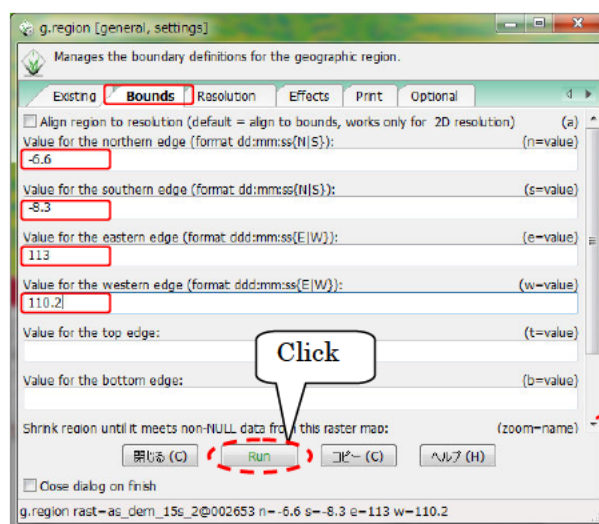 g.region [general, settings]
Manages the boundary definitions for the geographic region.
Existing Bounds Resolution Effects Print Optional
Align region to resolution (default = align to bounds, works only for 2D resolution) (a)
Value for the northern edge (format dd:mm:ss{N|S}): (n=value)
-6.6
Value for the southern edge (format dd:mm:ss{N|S}): (s=value)
-8.3
Value for the eastern edge (format ddd:mm:ss{E|W}): (e=value)
113
Value for the western edge (format ddd:mm:ss{E|W}): (w=value)
110.2
Value for the top edge: (t=value)
Click
Value for the bottom edge: (b=value)
Shrink region until it meets non-NULL data from this raster map: (zoom=name)
閉じる (C) Run コピー (C) ヘルプ (H)
Close dialog on finish
g.region rast=as_dem_15s_2@002653 n=-6.6 s=-8.3 e=113 w=110.2